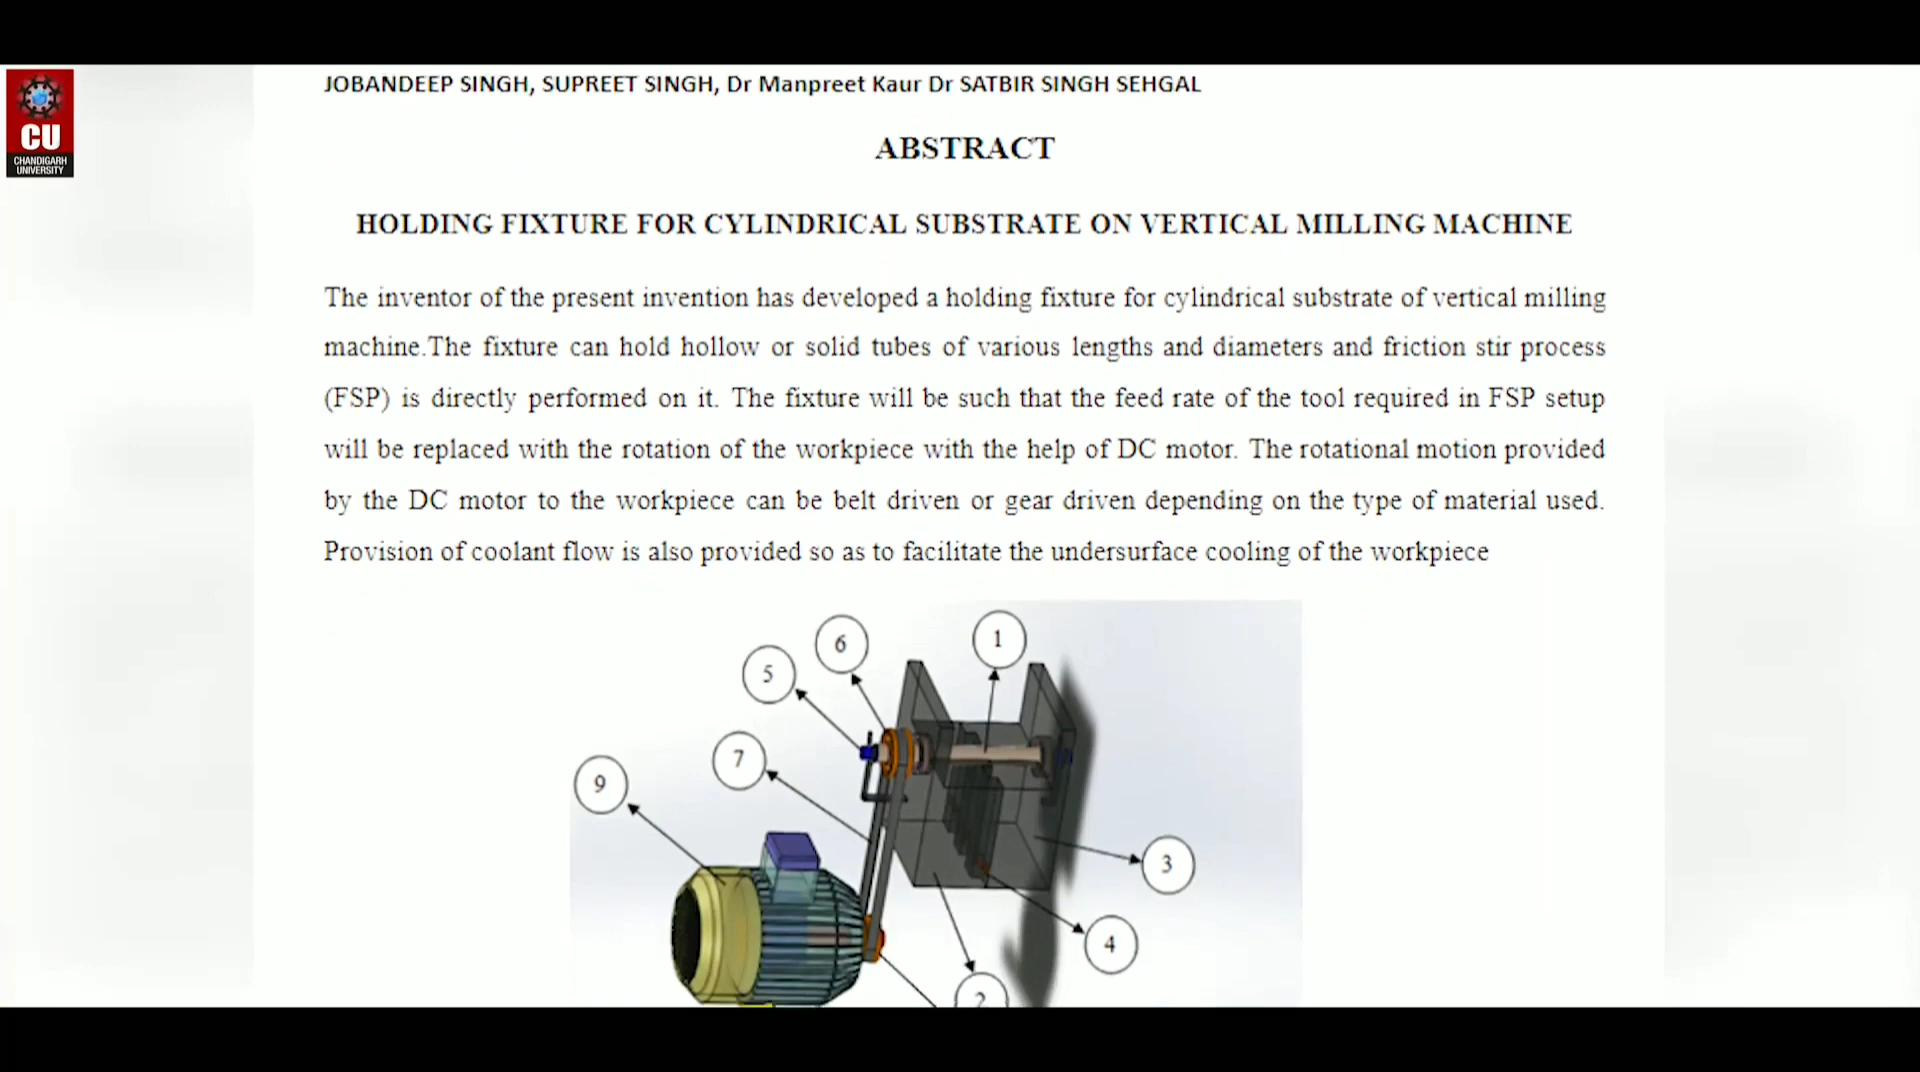 JOBANDEEP SINGH, SUPREET SINGH, Dr Manpreet Kaur Dr SATBIR SINGH SEHGAL
CU
CHANDIGARH
UNIVERSITY
ABSTRACT
HOLDING FIXTURE FOR CYLINDRICAL SUBSTRATE ON VERTICAL MILLING MACHINE
The inventor of the present invention has developed a holding fixture for cylindrical substrate of vertical milling
machine.The fixture can hold hollow or solid tubes of various lengths and diameters and friction stir process
(FSP) is directly performed on it. The fixture will be such that the feed rate of the tool required in FSP setup
will be replaced with the rotation of the workpiece with the help of DC motor. The rotational motion provided
by the DC motor to the workpiece can be belt driven or gear driven depending on the type of material used.
Provision of coolant flow is also provided so as to facilitate the undersurface cooling of the workpiece
1
6
5
7
9
3
4
2